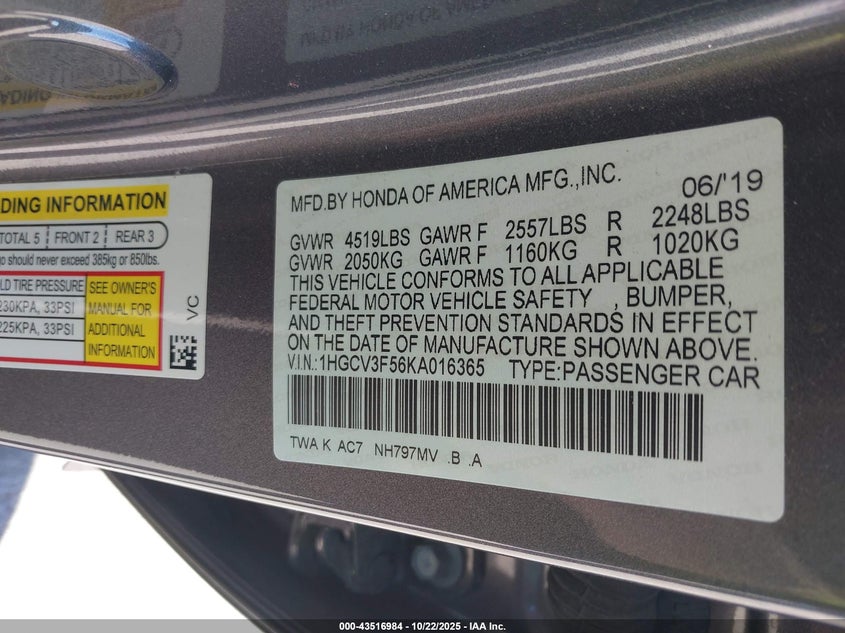 DING INFORMATION
TOTAL 5 FRONT 2 REAR 3
should never exceed 385kg or 850lbs.
TIRE PRESSURE
230KPA, 33PSI
225KPA, 33PSI
SEE OWNER'S
MANUAL FOR
ADDITIONAL
INFORMATION
VC
MFD.BY HONDA OF AMERICA MFG.,INC. 06/'19
GVWR 4519LBS GAWR F 2557LBS R 2248LBS
GVWR 2050KG GAWR F 1160KG R 1020KG
THIS VEHICLE CONFORMS TO ALL APPLICABLE
FEDERAL MOTOR VEHICLE SAFETY , BUMPER,
AND THEFT PREVENTION STANDARDS IN EFFECT
ON THE DATE OF MANUFACTURE SHOWN ABOVE.
V.I.N.:1HGCV3F56KA016365 TYPE:PASSENGER CAR
TWA K AC7 NH797MV .B .A
000-43516984 - 10/22/2025 - IAA Inc.